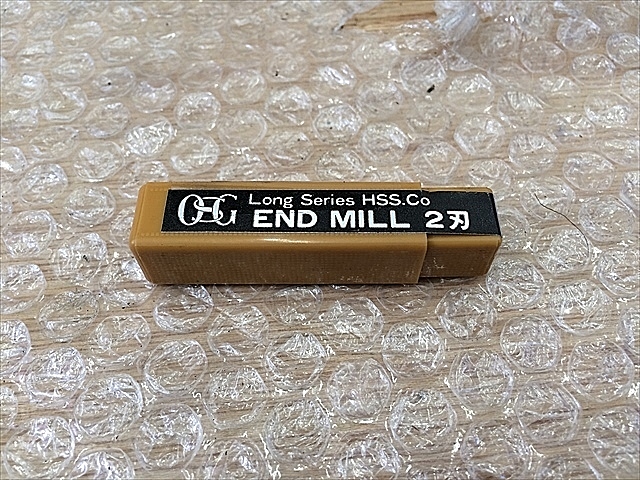 OSG Long Series HSS.Co
END MILL 2刃